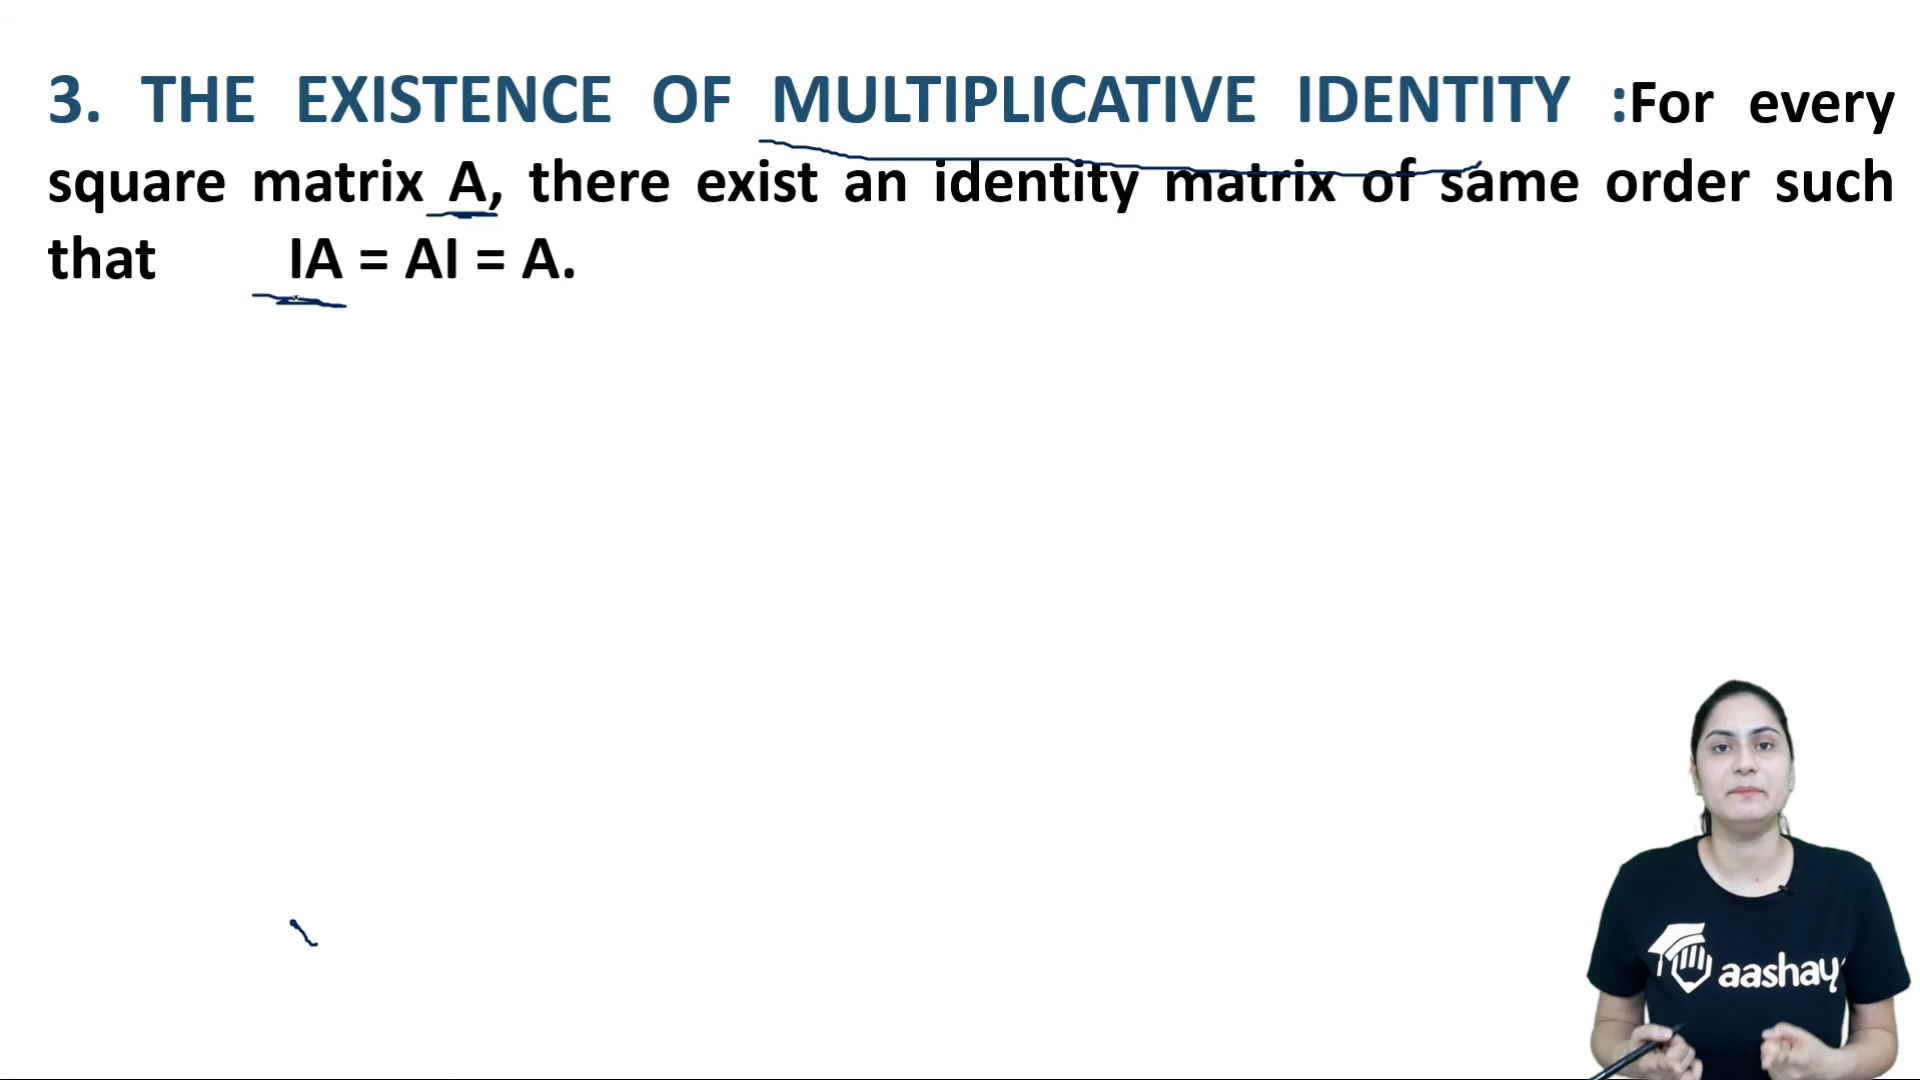 3. THE EXISTENCE OF MULTIPLICATIVE IDENTITY :For every
square matrix A, there exist an identity matrix of same order such
that IA = AI = A.
aashay